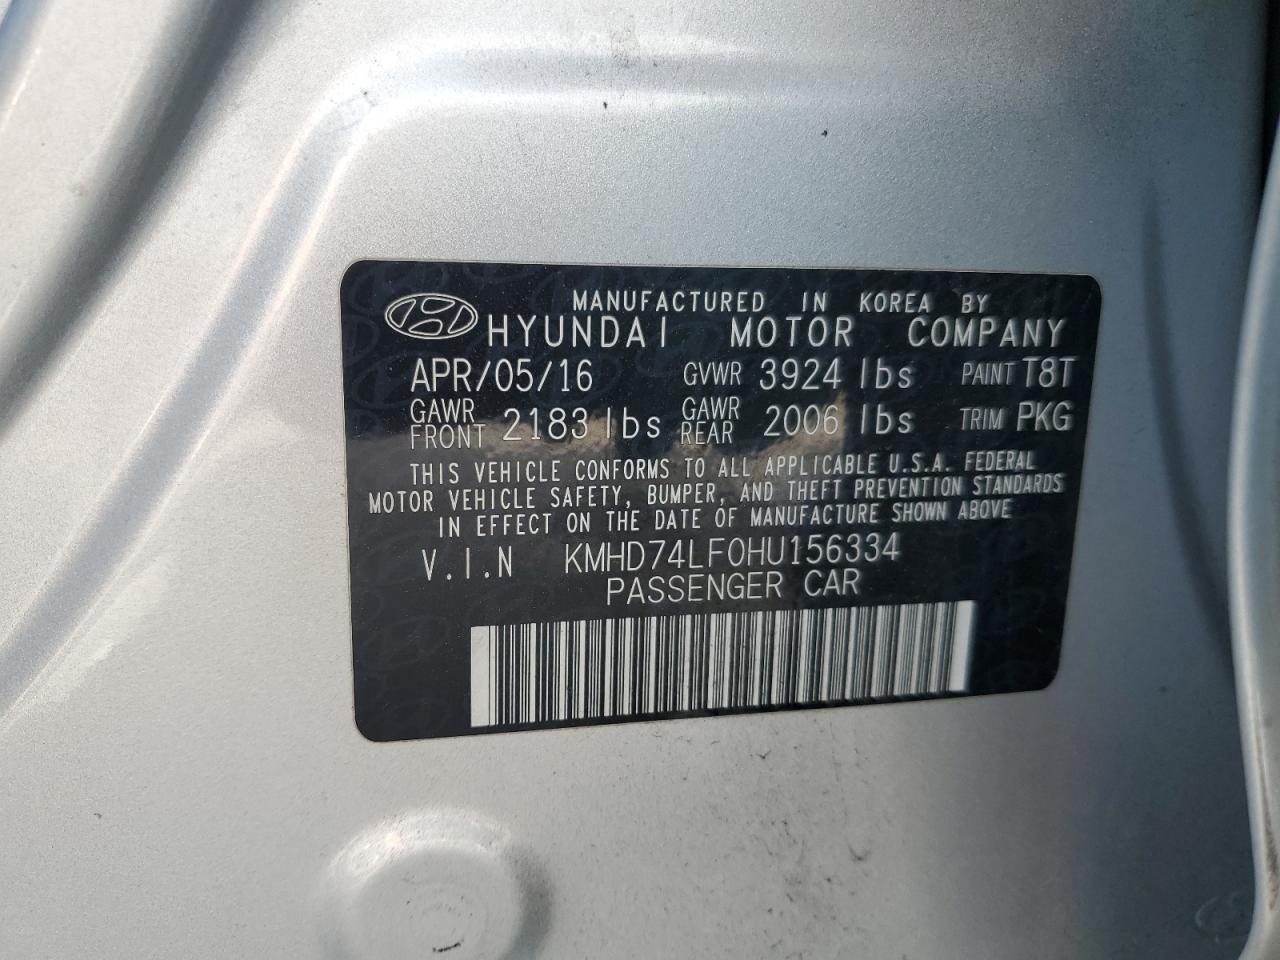 MANUFACTURED IN KOREA BY
HYUNDAI MOTOR COMPANY
APR/05/16 GVWR 3924 lbs PAINT T8T
GAWR FRONT 2183 lbs GAWR REAR 2006 lbs TRIM PKG
THIS VEHICLE CONFORMS TO ALL APPLICABLE U.S.A. FEDERAL
MOTOR VEHICLE SAFETY, BUMPER, AND THEFT PREVENTION STANDARDS
IN EFFECT ON THE DATE OF MANUFACTURE SHOWN ABOVE
V.I.N KMHD74LF0HU156334
PASSENGER CAR